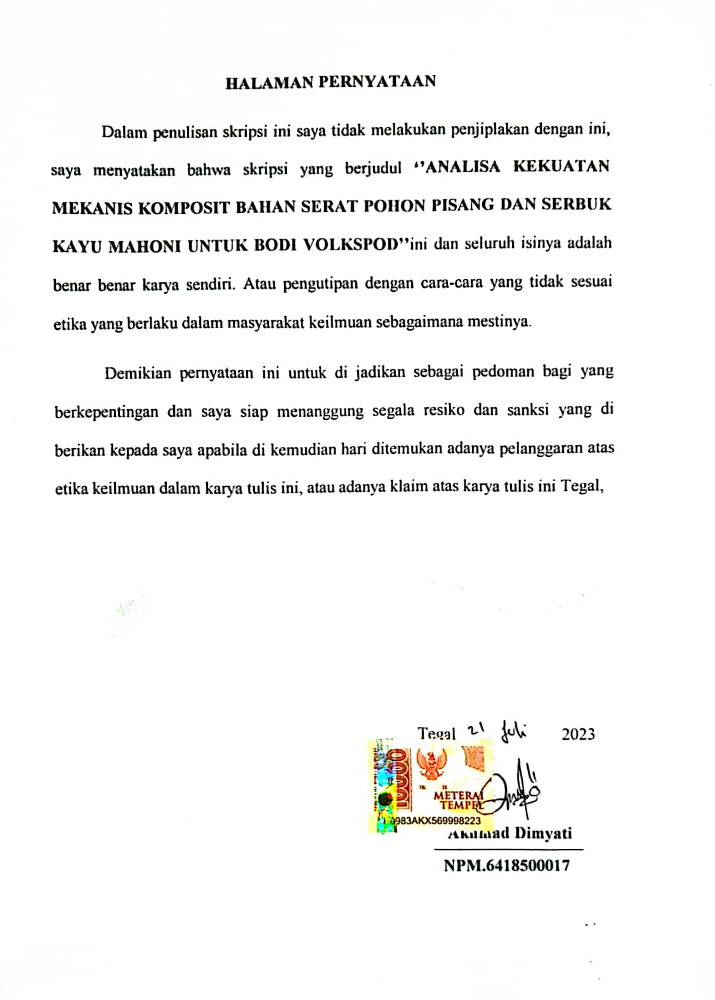 HALAMAN PERNYATAAN
Dalam penulisan skripsi ini saya tidak melakukan penjiplakan dengan ini,
saya menyatakan bahwa skripsi yang berjudul ‘’ANALISA KEKUATAN
MEKANIS KOMPOSIT BAHAN SERAT POHON PISANG DAN SERBUK
KAYU MAHONI UNTUK BODI VOLKSPOD’’ini dan seluruh isinya adalah
benar benar karya sendiri. Atau pengutipan dengan cara-cara yang tidak sesuai
etika yang berlaku dalam masyarakat keilmuan sebagaimana mestinya.
Demikian pernyataan ini untuk di jadikan sebagai pedoman bagi yang
berkepentingan dan saya siap menanggung segala resiko dan sanksi yang di
berikan kepada saya apabila di kemudian hari ditemukan adanya pelanggaran atas
etika keilmuan dalam karya tulis ini, atau adanya klaim atas karya tulis ini Tegal,
Tegal 21 Juli 2023
10000
METERAI
TEMPEL
983AKX569998223
Akhmad Dimyati
NPM.6418500017